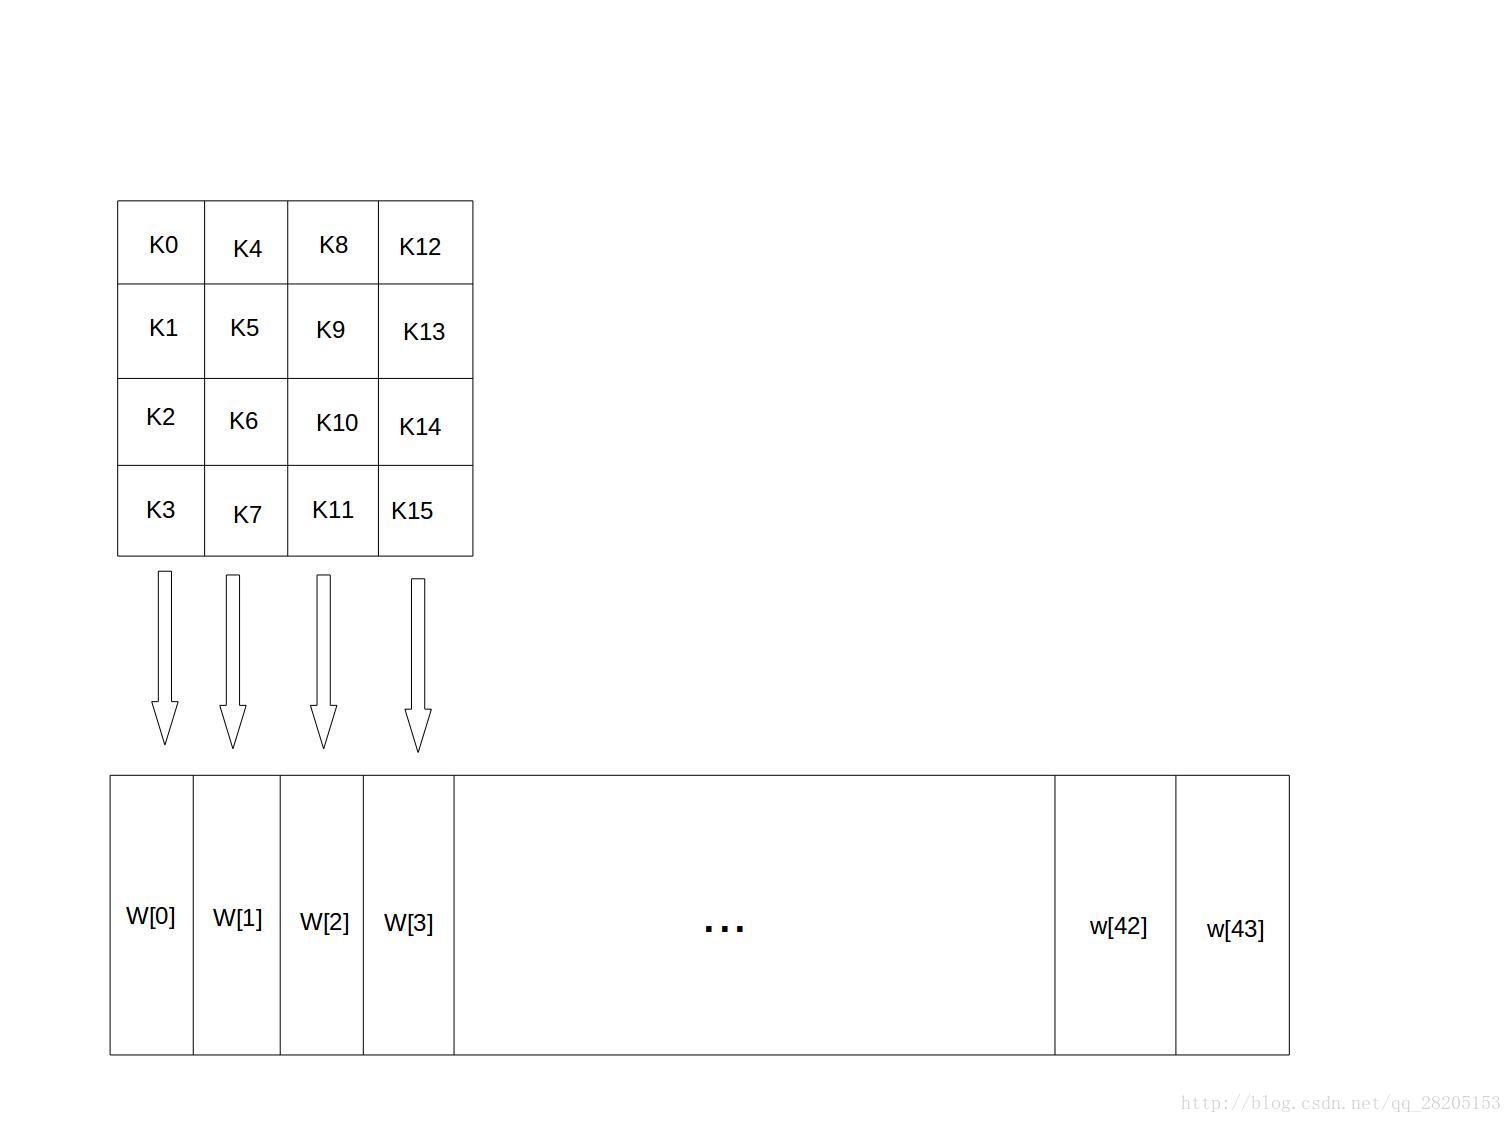 K0 K4 K8 K12
K1 K5 K9 K13
K2 K6 K10 K14
K3 K7 K11 K15
W[0] W[1] W[2] W[3] ... w[42] w[43]
http://blog.csdn.net/qq_28205153